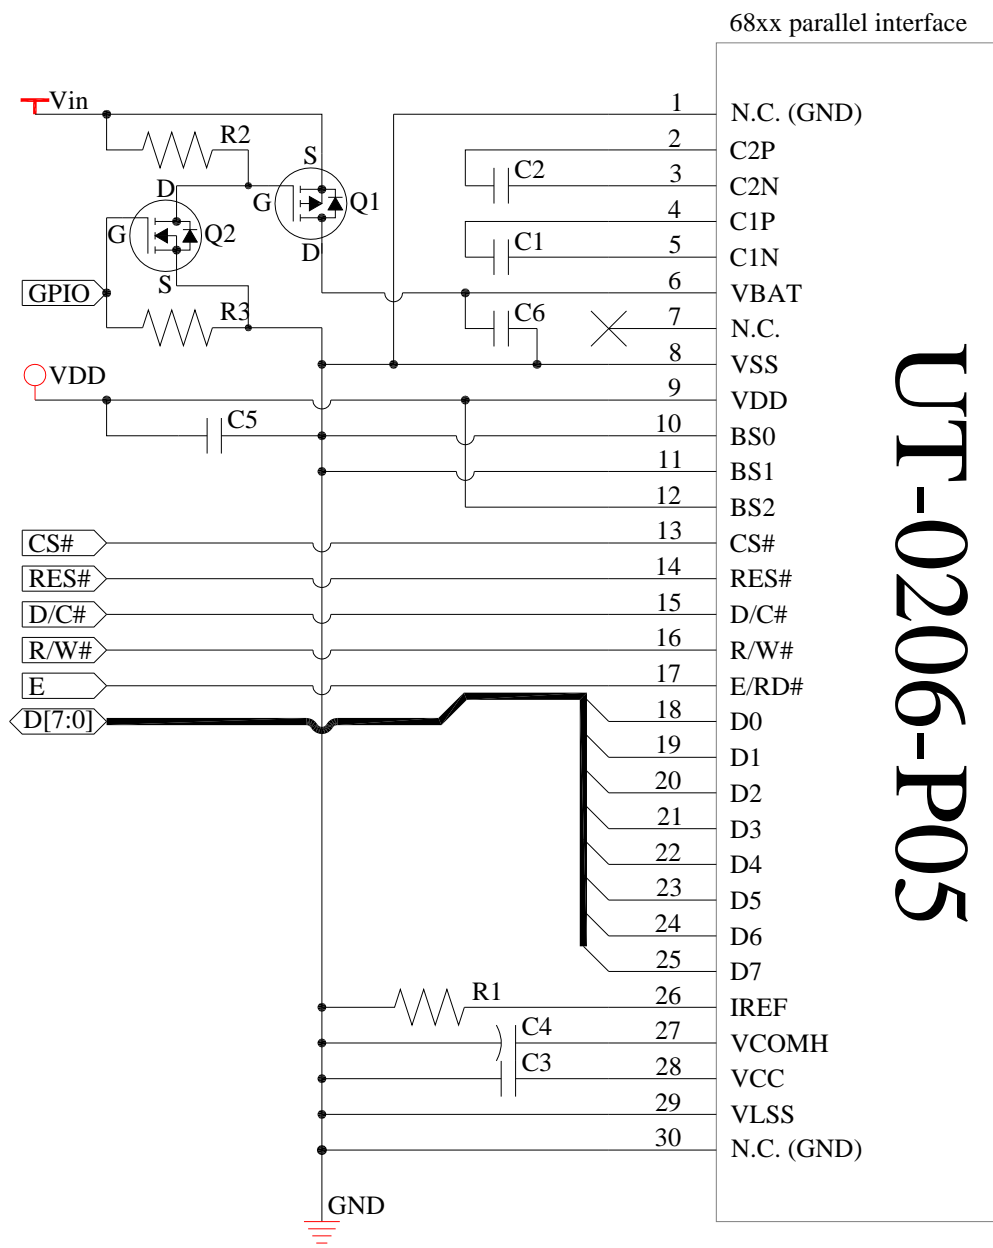 68xx parallel interface
Vin
R2
S
D
G
Q1
G
Q2
D
S
GPIO
R3
C2
C1
C6
VDD
C5
CS#
RES#
D/C#
R/W#
E
D[7:0]
R1
C4
C3
GND
1 N.C. (GND)
2 C2P
3 C2N
4 C1P
5 C1N
6 VBAT
7 N.C.
8 VSS
9 VDD
10 BS0
11 BS1
12 BS2
13 CS#
14 RES#
15 D/C#
16 R/W#
17 E/RD#
18 D0
19 D1
20 D2
21 D3
22 D4
23 D5
24 D6
25 D7
26 IREF
27 VCOMH
28 VCC
29 VLSS
30 N.C. (GND)
UT-0206-P05